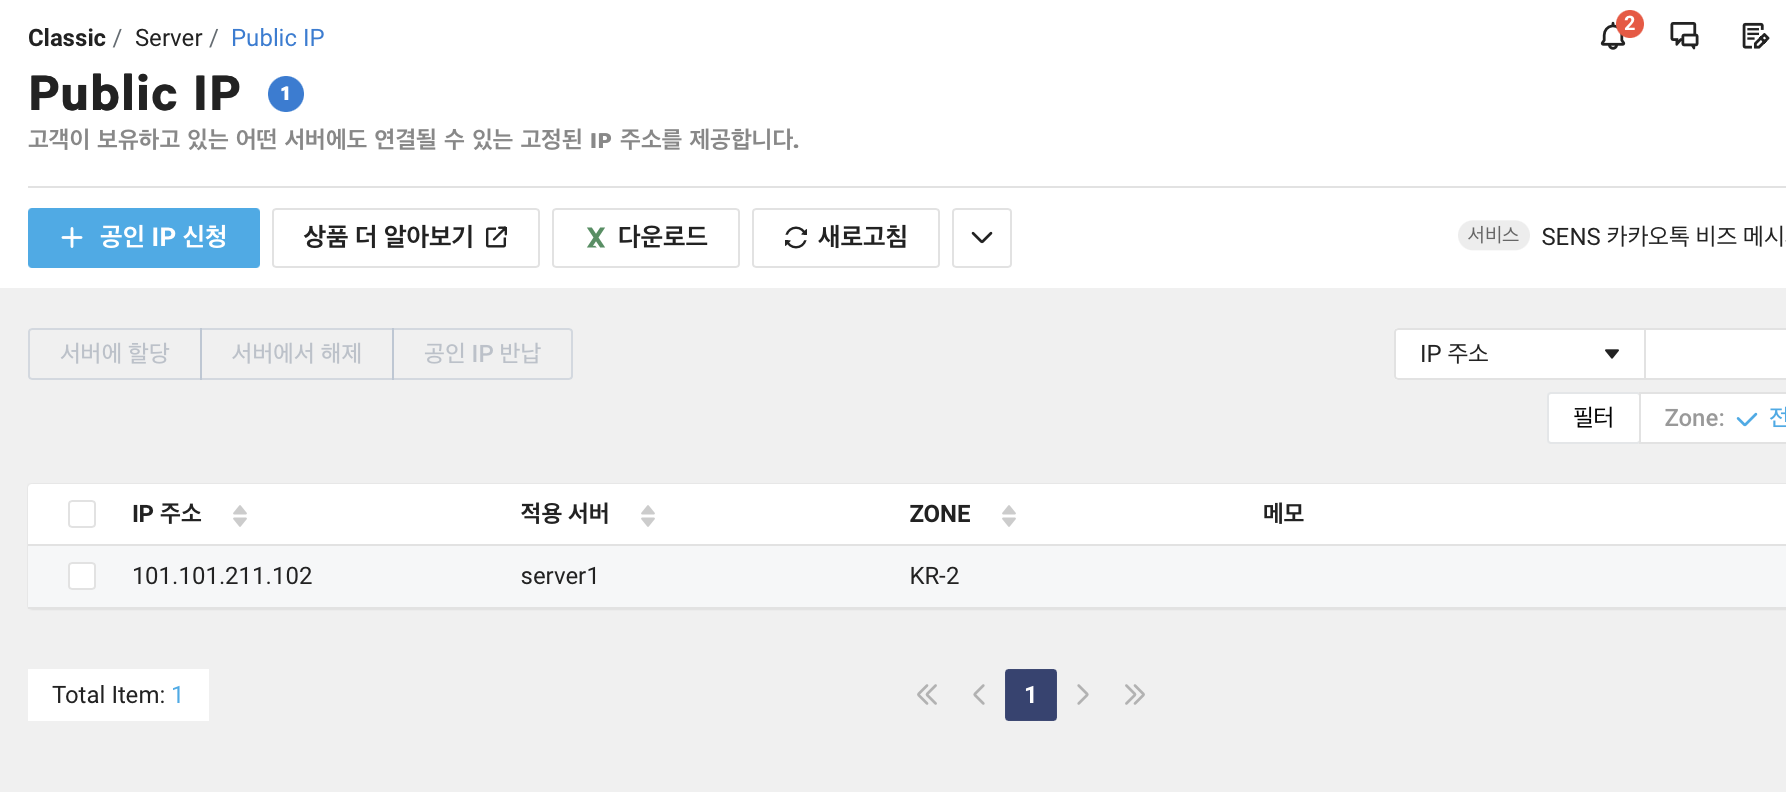 Classic / Server / Public IP
2
Public IP 1
고객이 보유하고 있는 어떤 서버에도 연결될 수 있는 고정된 IP 주소를 제공합니다.
+ 공인 IP 신청 상품 더 알아보기 X 다운로드 새로고침 서비스 SENS 카카오톡 비즈 메시
서버에 할당 서버에서 해제 공인 IP 반납 IP 주소
필터 Zone: 전
IP 주소 적용 서버 ZONE 메모
101.101.211.102 server1 KR-2
Total Item: 1 1